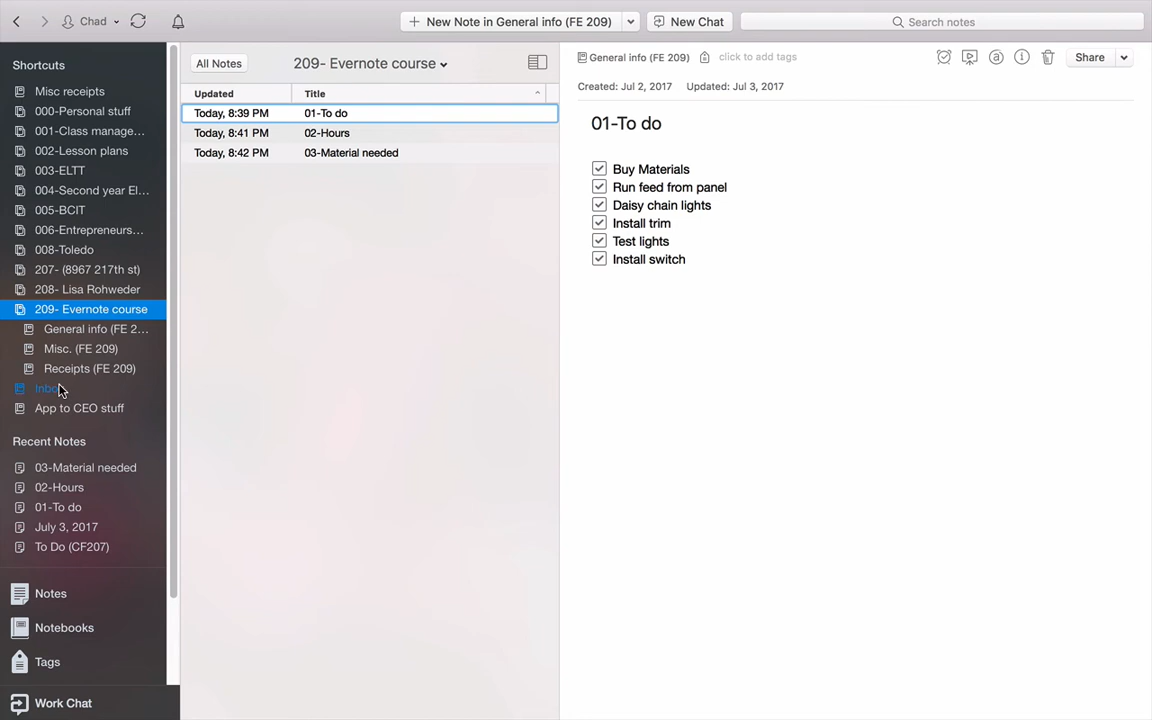 Chad
New Note in General info (FE 209)
New Chat
Search notes
Shortcuts
Misc receipts
000-Personal stuff
001-Class manage...
002-Lesson plans
003-ELTT
004-Second year El...
005-BCIT
006-Entrepreneurs...
008-Toledo
207- (8967 217th st)
208- Lisa Rohweder
209- Evernote course
General info (FE 2...
Misc. (FE 209)
Receipts (FE 209)
App to CEO stuff
Recent Notes
03-Material needed
02-Hours
01-To do
July 3, 2017
To Do (CF207)
Notes
Notebooks
Tags
Work Chat
All Notes
209- Evernote course
Updated Title
Today, 8:39 PM 01-To do
Today, 8:41 PM 02-Hours
Today, 8:42 PM 03-Material needed
General info (FE 209) click to add tags
Share
Created: Jul 2, 2017 Updated: Jul 3, 2017
01-To do
Buy Materials
Run feed from panel
Daisy chain lights
Install trim
Test lights
Install switch